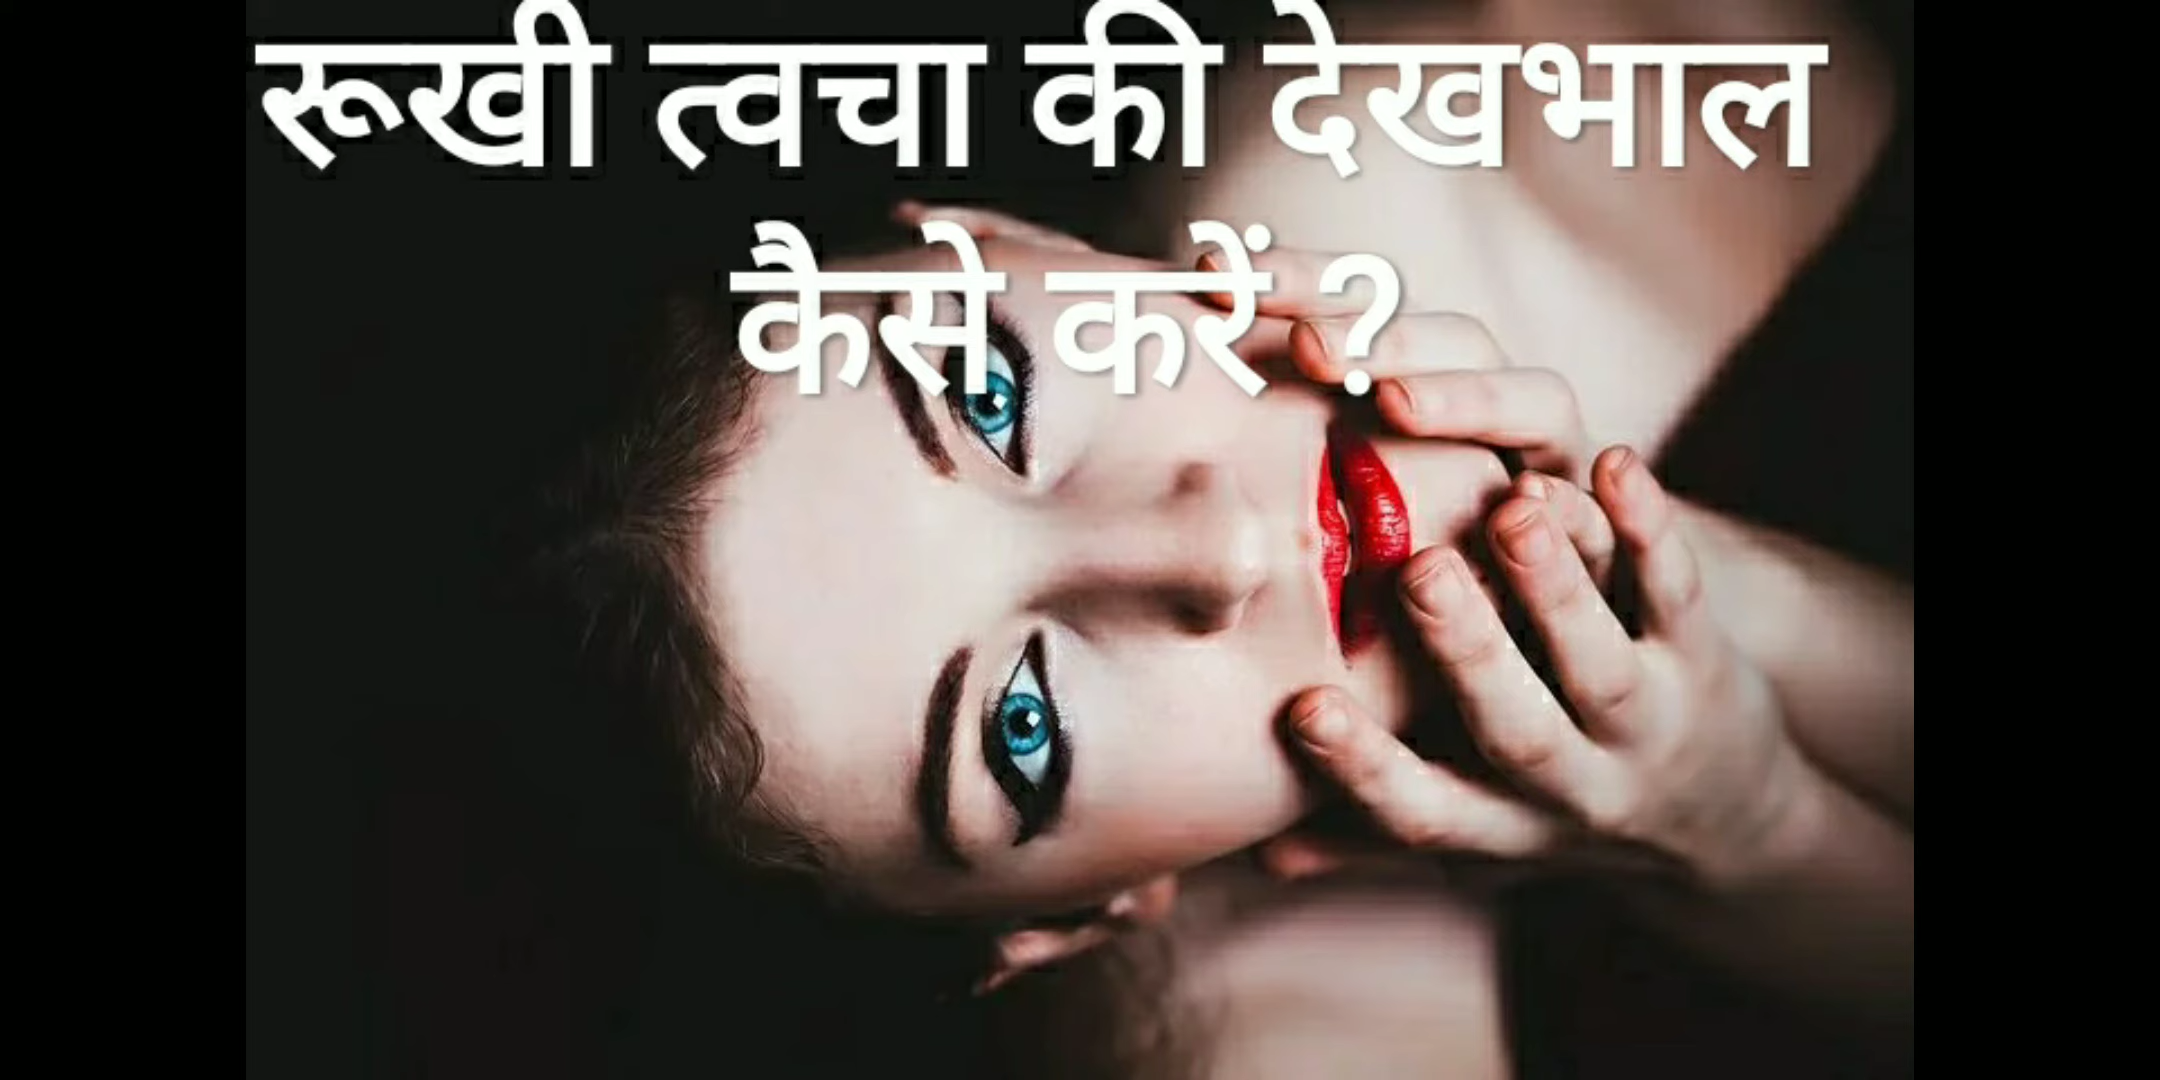 रूखी त्वचा की देखभाल
कैसे करें ?